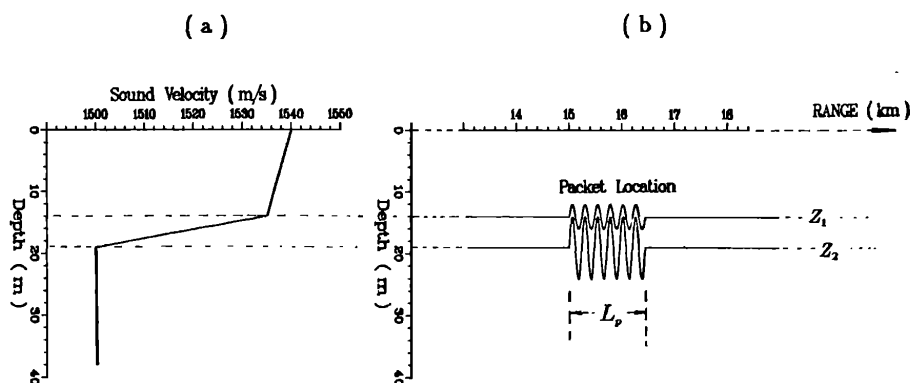 ( a )
( b )
Sound Velocity ( m/s )
1500 1510 1520 1530 1540 1550
14 15 16 17 18
RANGE ( km )
0
10
20
30
40
Depth ( m )
0
10
20
30
40
Depth ( m )
Packet Location
Z₁
Z₂
Lₚ